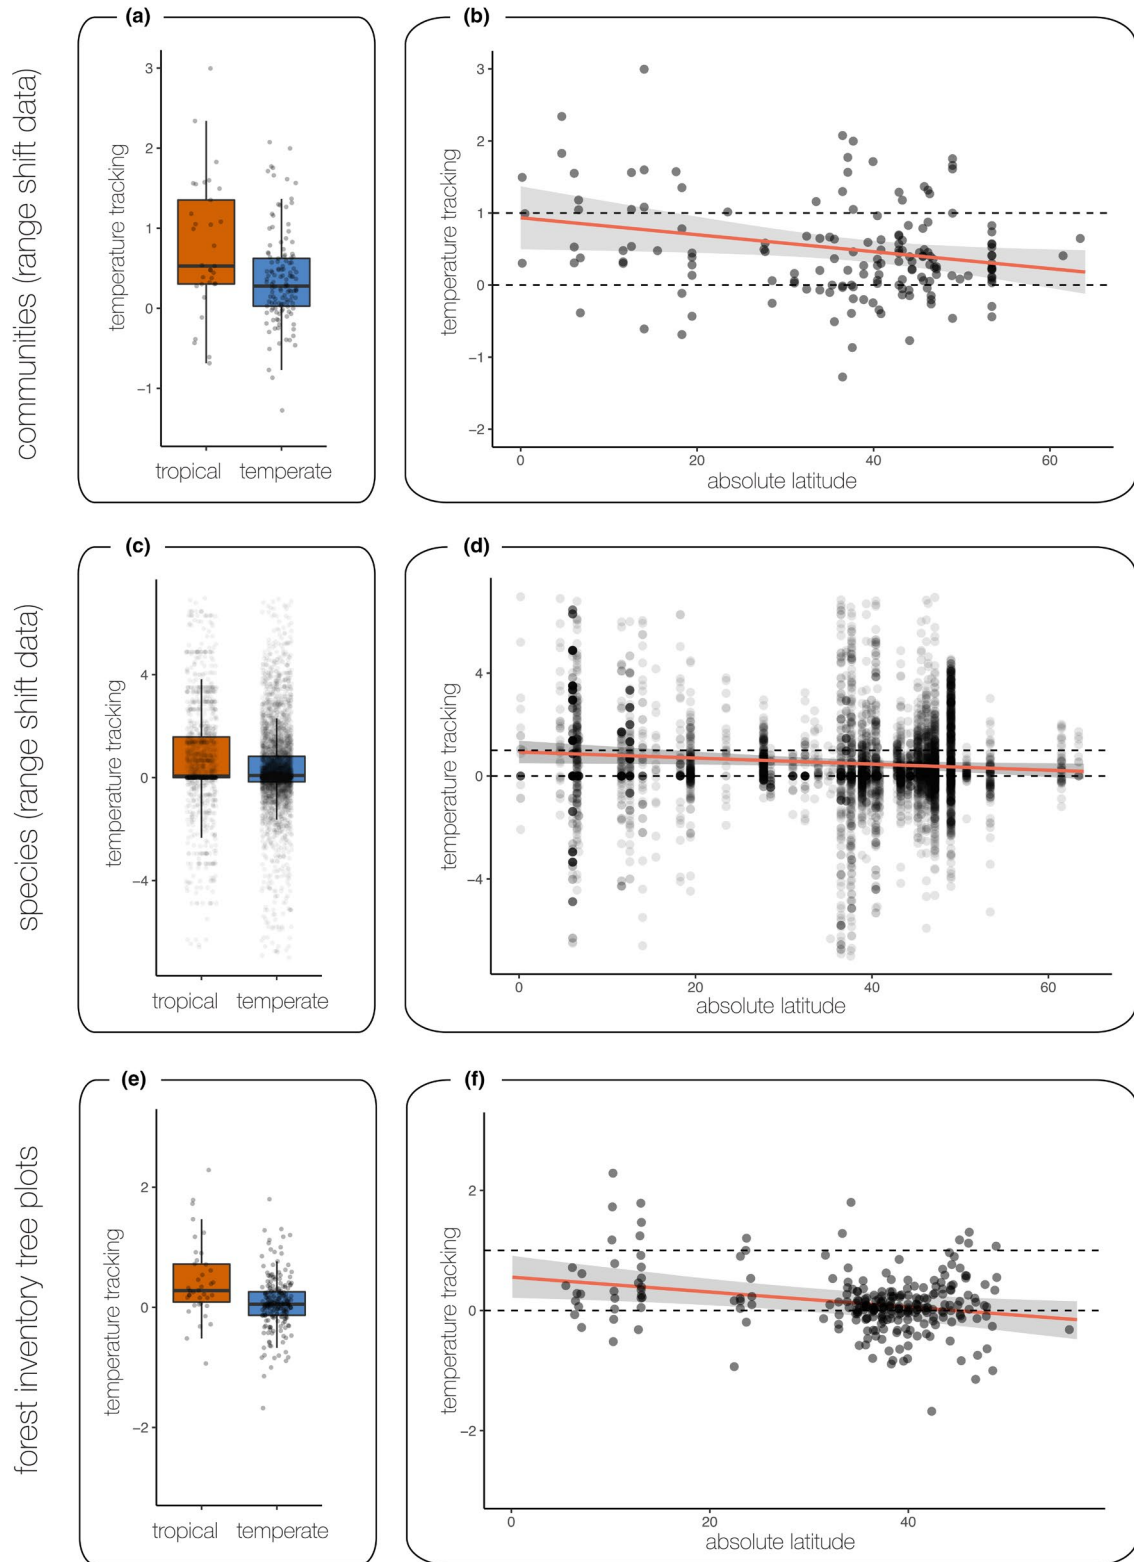 communities (range shift data)
(a)
temperature tracking
3
2
1
0
−1
tropical temperate
(b)
temperature tracking
3
2
1
0
−1
−2
0 20 40 60
absolute latitude
species (range shift data)
(c)
temperature tracking
4
0
−4
tropical temperate
(d)
temperature tracking
4
0
−4
0 20 40 60
absolute latitude
forest inventory tree plots
(e)
temperature tracking
2
0
−2
tropical temperate
(f)
temperature tracking
2
0
−2
0 20 40
absolute latitude